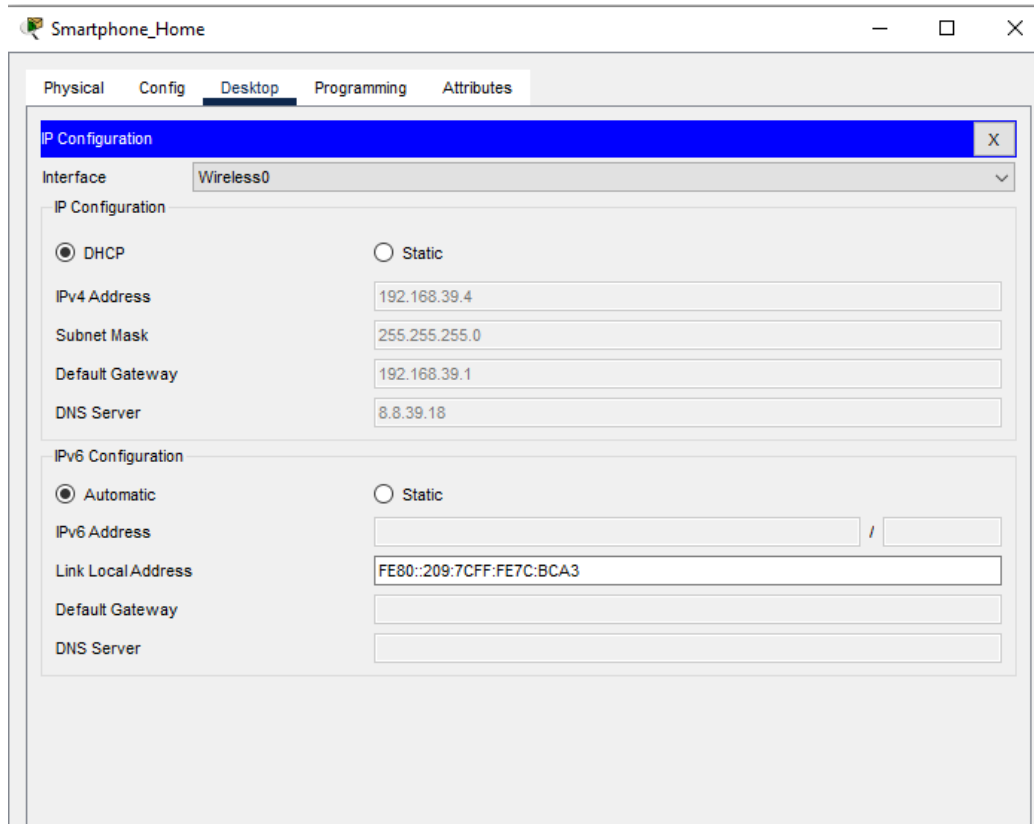 Smartphone_Home
Physical Config Desktop Programming Attributes
IP Configuration X
Interface Wireless0
IP Configuration
DHCP Static
IPv4 Address 192.168.39.4
Subnet Mask 255.255.255.0
Default Gateway 192.168.39.1
DNS Server 8.8.39.18
IPv6 Configuration
Automatic Static
IPv6 Address /
Link Local Address FE80::209:7CFF:FE7C:BCA3
Default Gateway
DNS Server